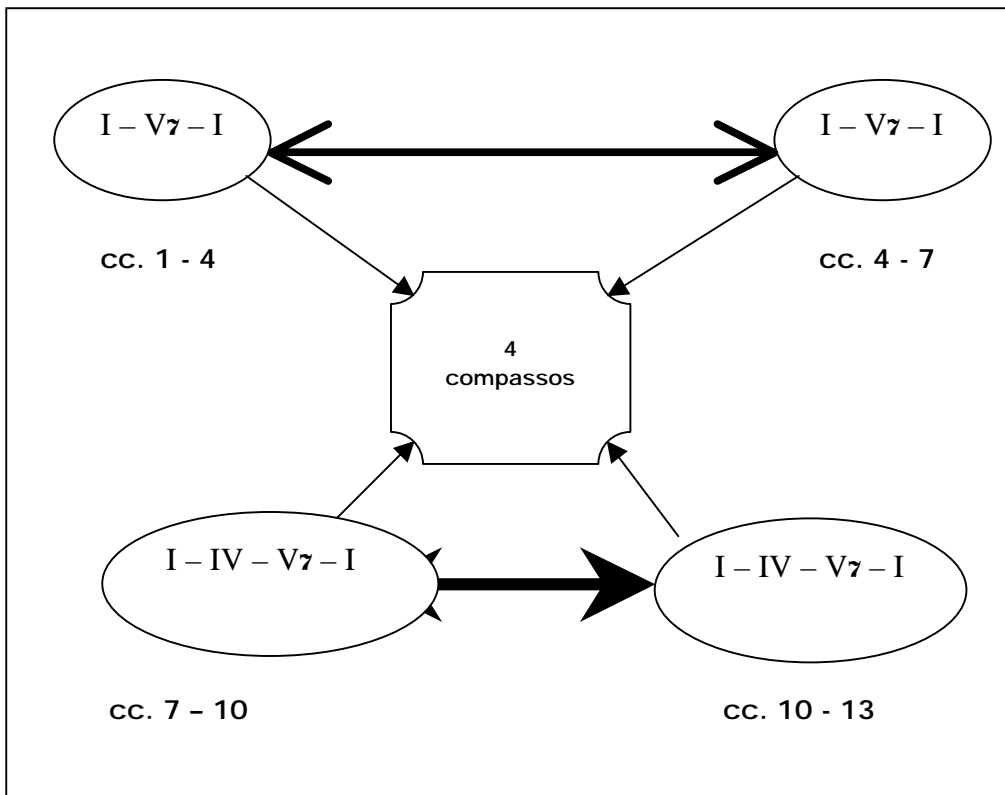 I – V7 – I
I – V7 – I
cc. 1 - 4
cc. 4 - 7
4
compassos
I – IV – V7 – I
I – IV – V7 – I
cc. 7 – 10
cc. 10 - 13